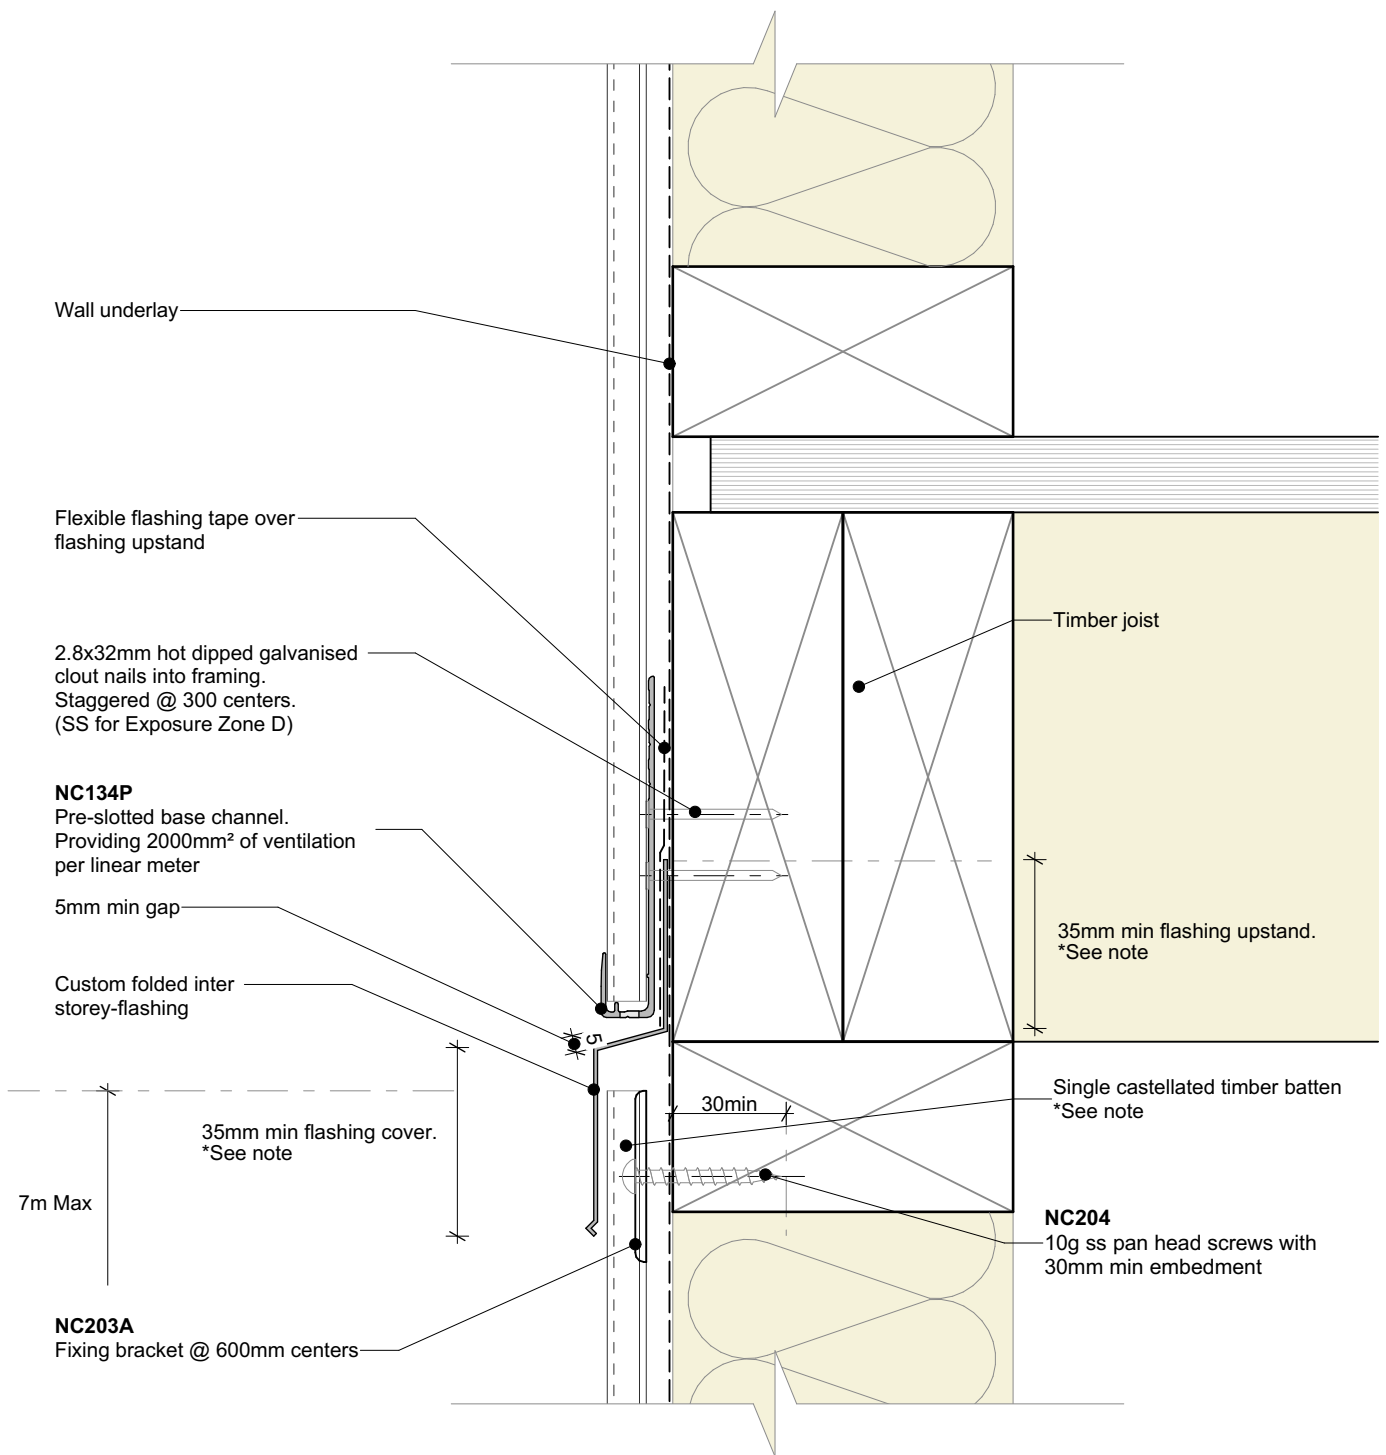 Wall underlay
Flexible flashing tape over
flashing upstand
Timber joist
2.8x32mm hot dipped galvanised
clout nails into framing.
Staggered @ 300 centers.
(SS for Exposure Zone D)
NC134P
Pre-slotted base channel.
Providing 2000mm² of ventilation
per linear meter
5mm min gap
35mm min flashing upstand.
*See note
Custom folded inter
storey-flashing
5
30min
Single castellated timber batten
*See note
35mm min flashing cover.
*See note
7m Max
NC204
10g ss pan head screws with
30mm min embedment
NC203A
Fixing bracket @ 600mm centers